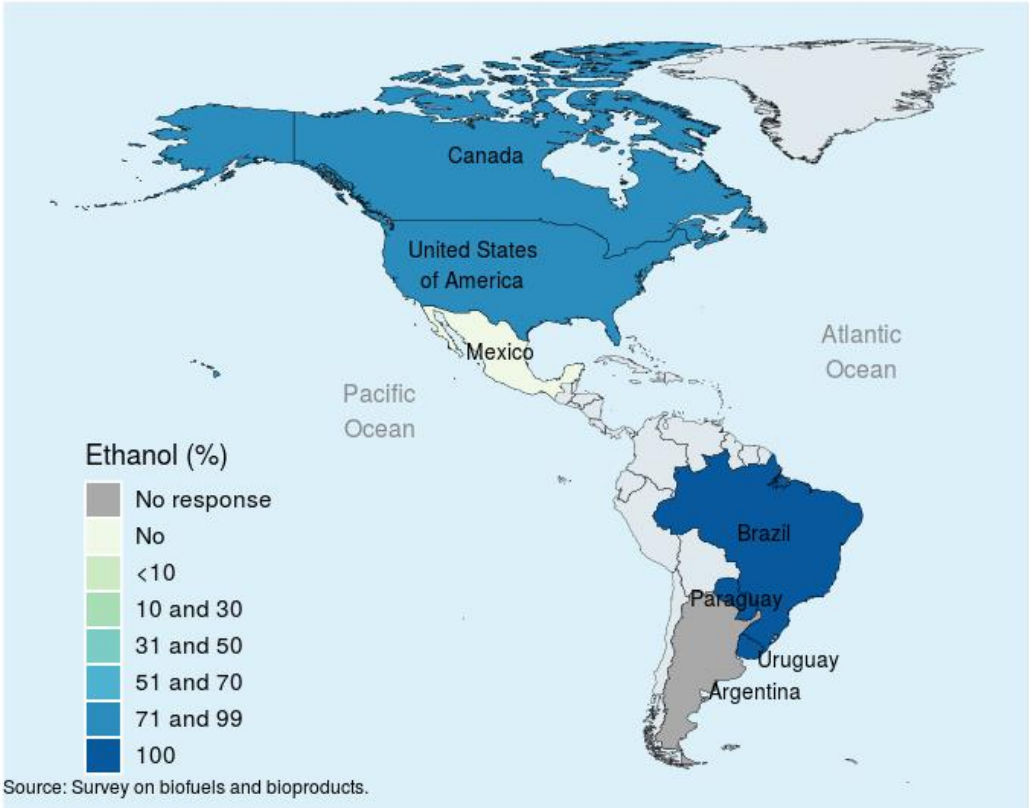 Canada
United States
of America
Mexico
Atlantic
Ocean
Pacific
Ocean
Ethanol (%)
No response
No
<10
10 and 30
31 and 50
51 and 70
71 and 99
100
Brazil
Paraguay
Uruguay
Argentina
Source: Survey on biofuels and bioproducts.